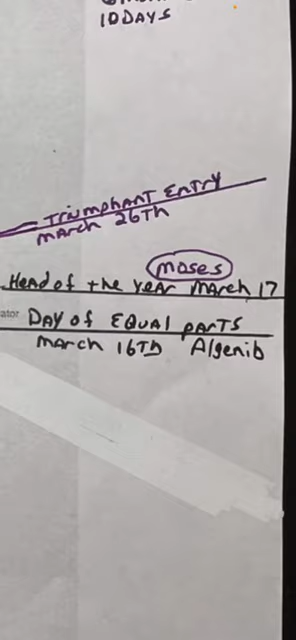 10DAYS
TRIUMPHANT ENTRY
MARCH 26TH
MOSES
Head of the year March 17
ator DAY of EQUAL PARTS
MARCH 16TH Algenib